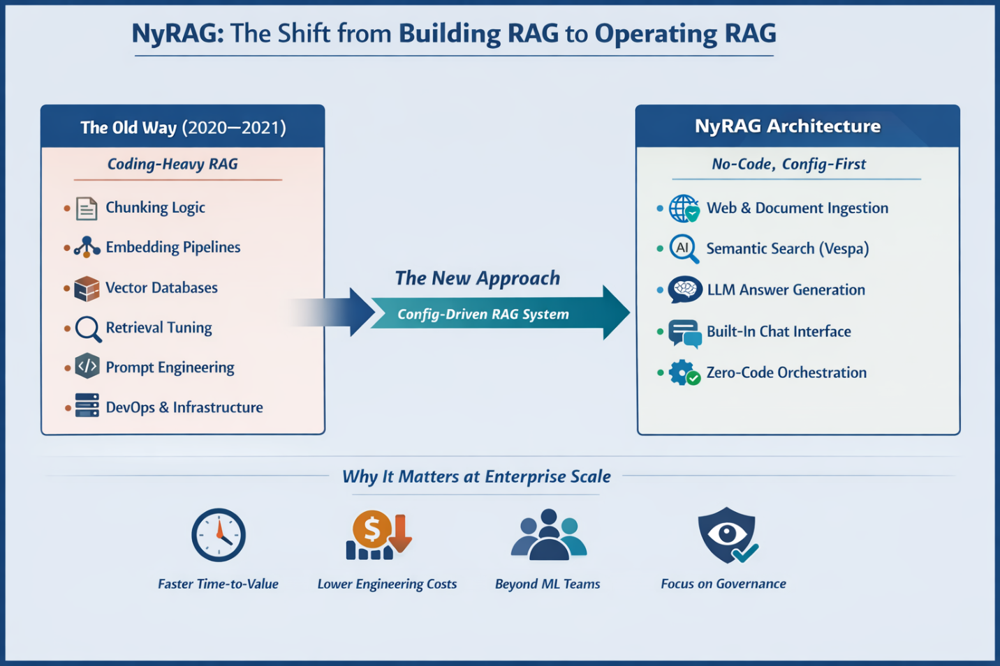 NyRAG: The Shift from Building RAG to Operating RAG
The Old Way (2020—2021)
Coding-Heavy RAG
Chunking Logic
Embedding Pipelines
Vector Databases
Retrieval Tuning
</> Prompt Engineering
DevOps & Infrastructure
The New Approach
Config-Driven RAG System
NyRAG Architecture
No-Code, Config-First
Web & Document Ingestion
AI Semantic Search (Vespa)
LLM Answer Generation
Built-In Chat Interface
Zero-Code Orchestration
Why It Matters at Enterprise Scale
$
Faster Time-to-Value
Lower Engineering Costs
Beyond ML Teams
Focus on Governance